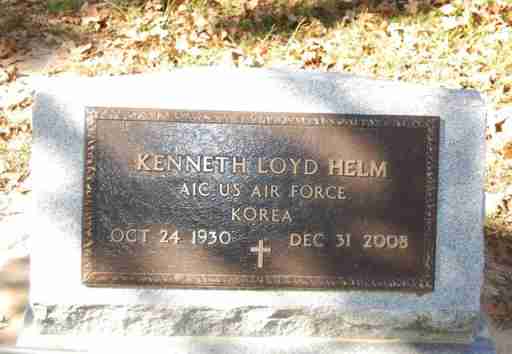 KENNETH LOYD HELM
A1C US AIR FORCE
KOREA
OCT 24 1930 DEC 31 2008